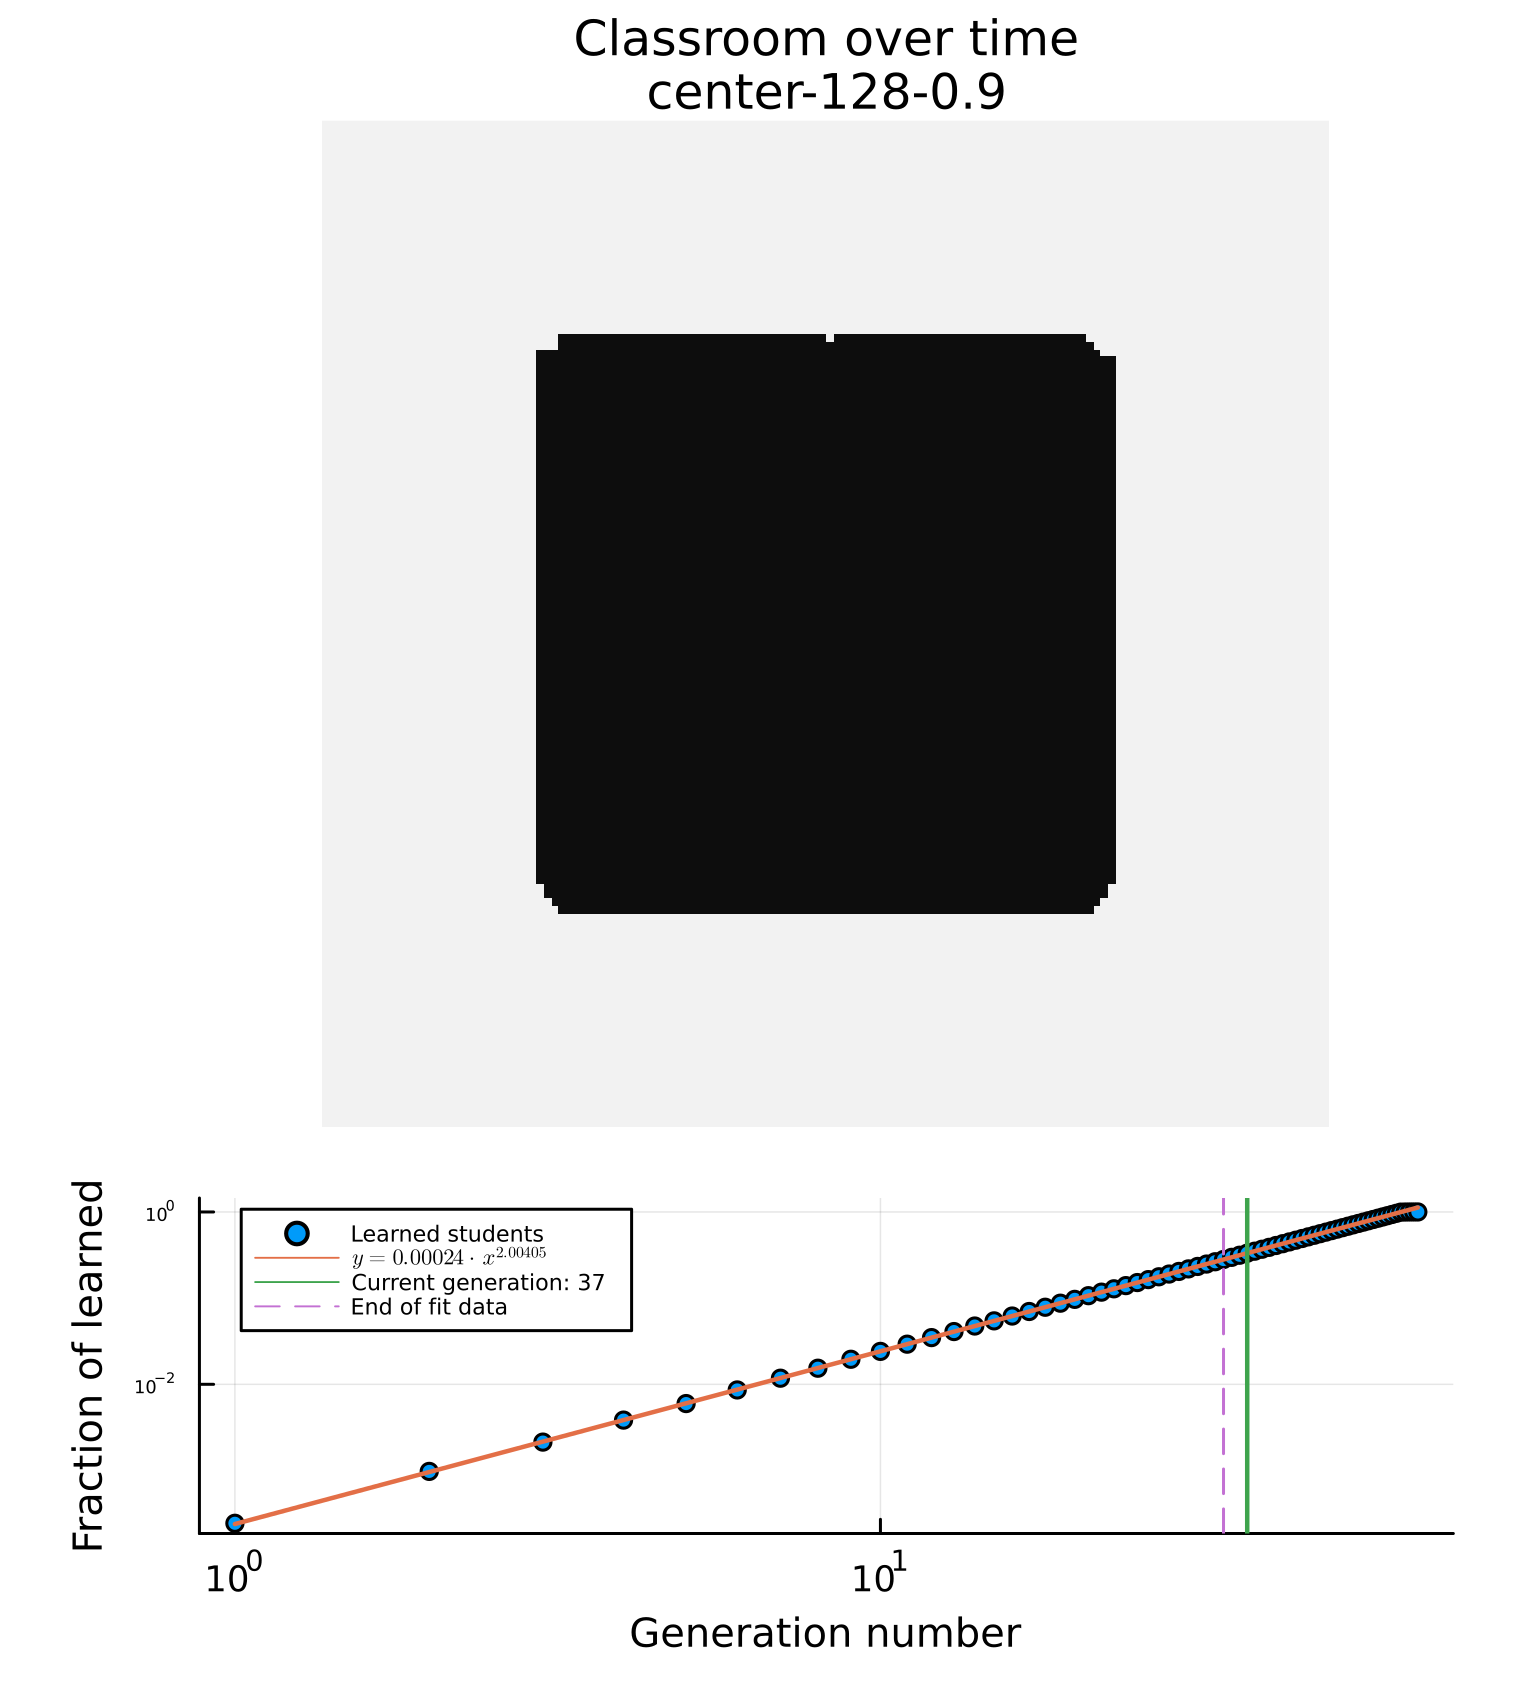 Classroom over time
center-128-0.9
Fraction of learned
10^0
10^-2
Learned students
y = 0.00024 · x^2.00405
Current generation: 37
End of fit data
10^0
10^1
Generation number